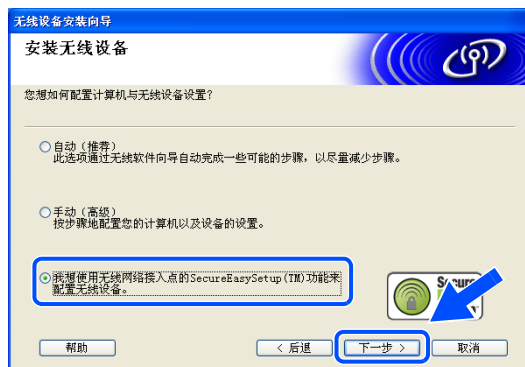 无线设备安装向导
安装无线设备
您想如何配置计算机与无线设备设置?
自动（推荐）
此选项通过无线软件向导自动完成一些可能的步骤，以尽量减少步骤。
手动（高级）
按步骤地配置您的计算机以及设备的设置。
我想使用无线网络接入点的SecureEasySetup(TM)功能来
配置无线设备。
帮助
< 后退
下一步 >
取消